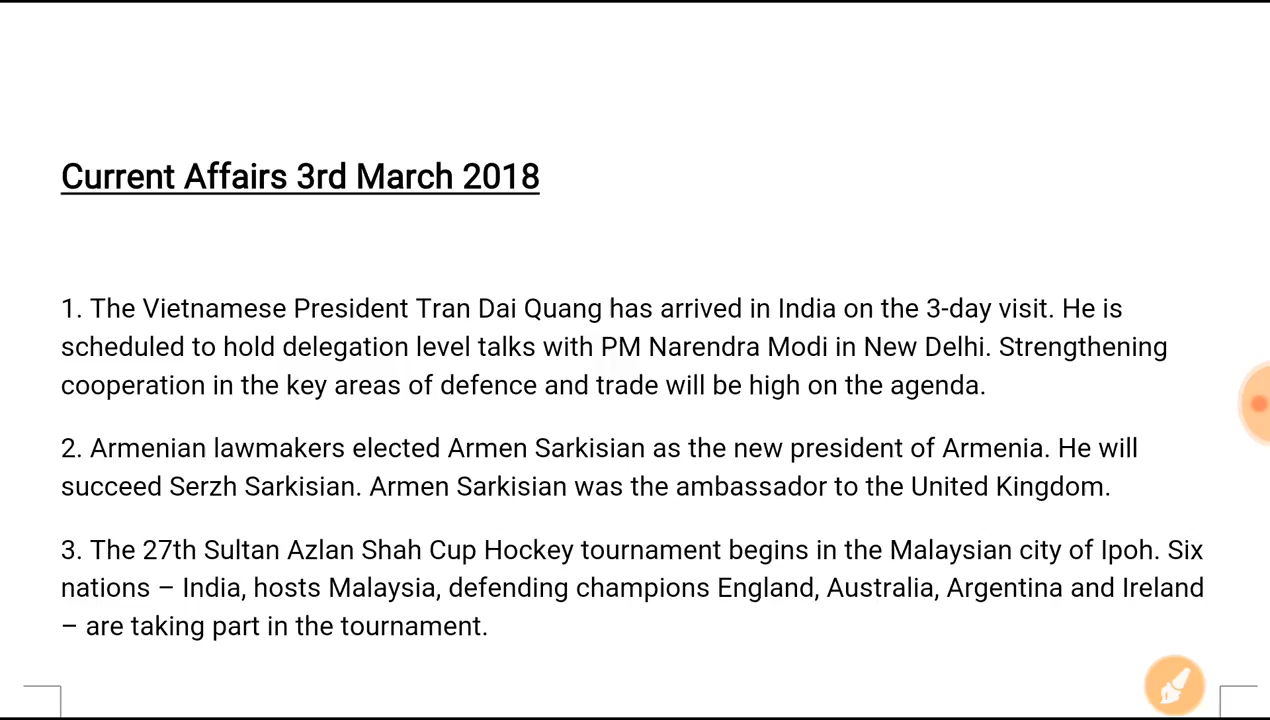 Current Affairs 3rd March 2018
1. The Vietnamese President Tran Dai Quang has arrived in India on the 3-day visit. He is
scheduled to hold delegation level talks with PM Narendra Modi in New Delhi. Strengthening
cooperation in the key areas of defence and trade will be high on the agenda.
2. Armenian lawmakers elected Armen Sarkisian as the new president of Armenia. He will
succeed Serzh Sarkisian. Armen Sarkisian was the ambassador to the United Kingdom.
3. The 27th Sultan Azlan Shah Cup Hockey tournament begins in the Malaysian city of Ipoh. Six
nations – India, hosts Malaysia, defending champions England, Australia, Argentina and Ireland
– are taking part in the tournament.